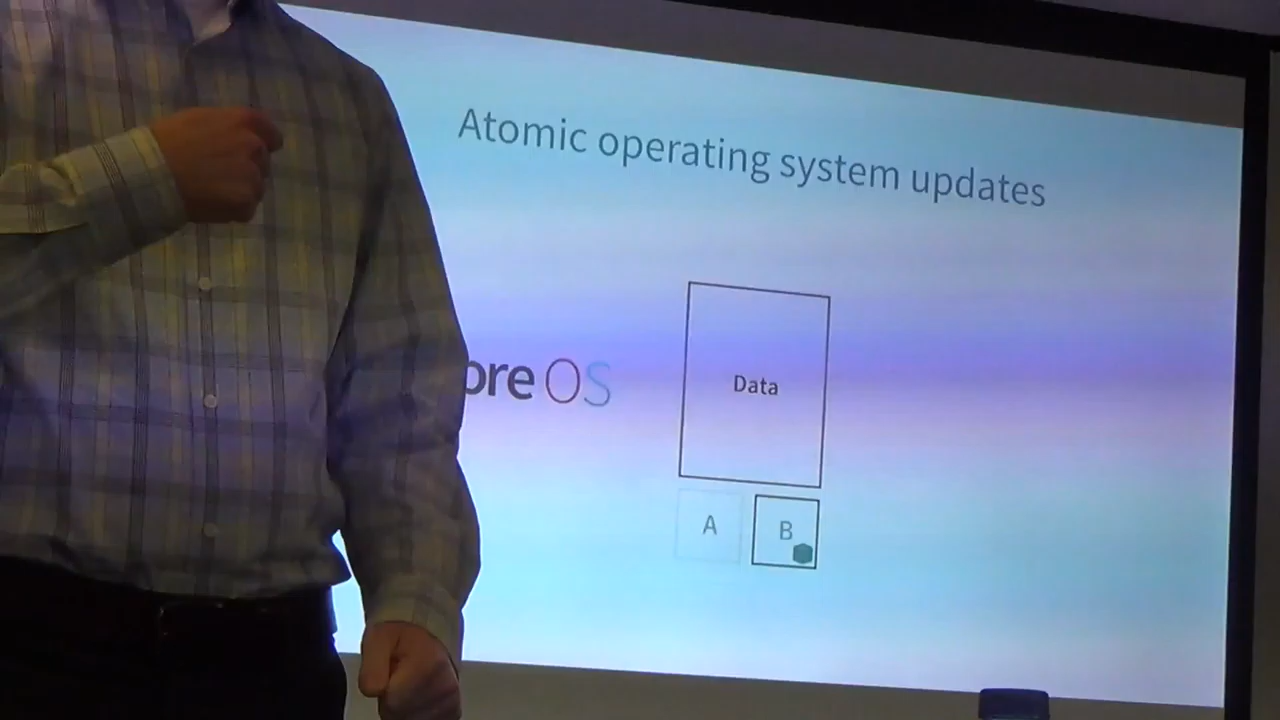 Atomic operating system updates
ore OS
Data
A
B